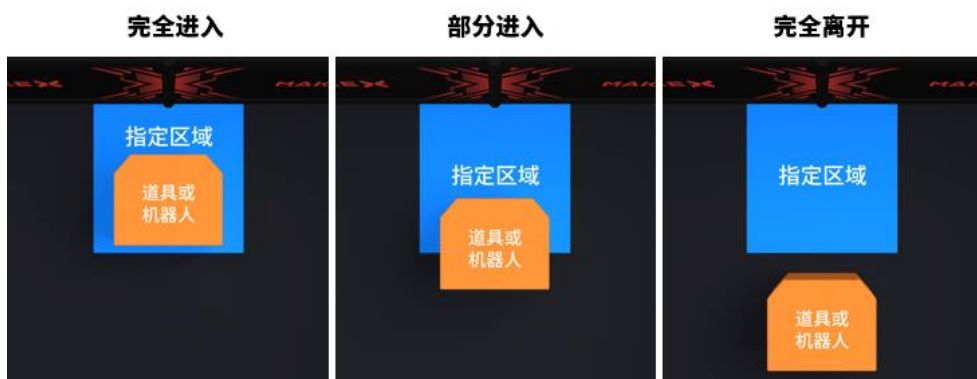 完全进入
部分进入
完全离开
指定区域
道具或
机器人
指定区域
道具或
机器人
指定区域
道具或
机器人